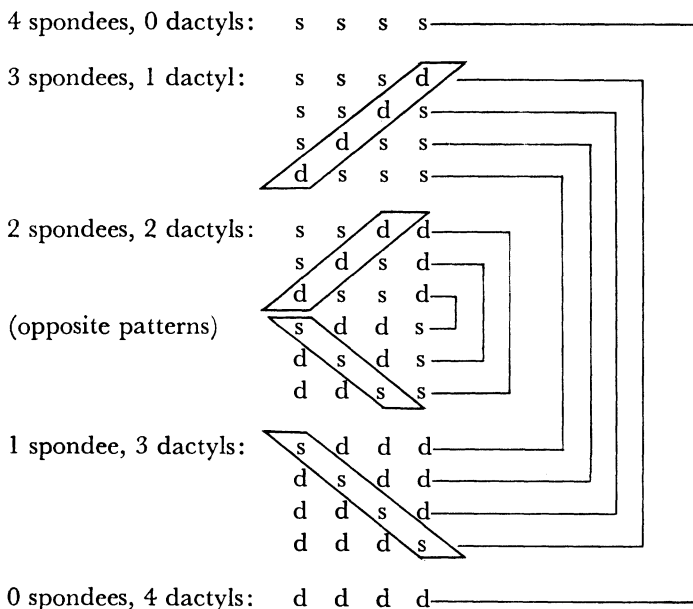 4 spondees, 0 dactyls: s s s s
3 spondees, 1 dactyl: s s s d
s s d s
s d s s
d s s s
2 spondees, 2 dactyls: s s d d
s d s d
d s s d
(opposite patterns) s d d s
d s d s
d d s s
1 spondee, 3 dactyls: s d d d
d s d d
d d s d
d d d s
0 spondees, 4 dactyls: d d d d